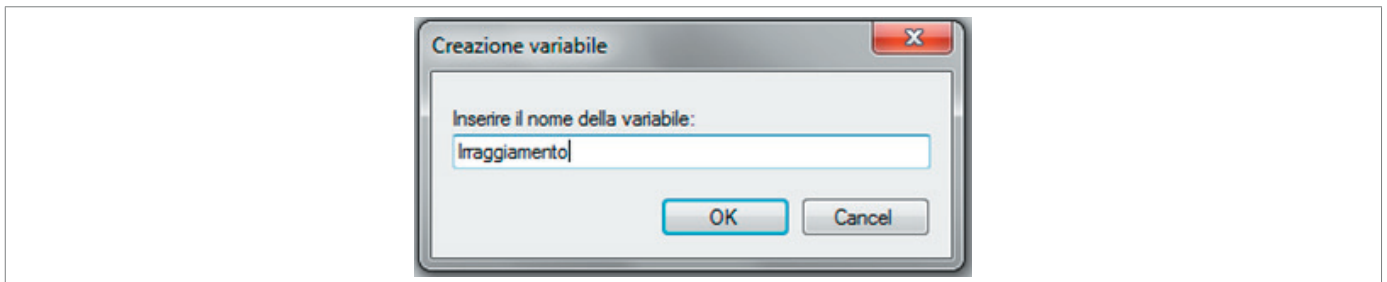 Creazione variabile
Inserire il nome della variabile:
Irraggiamento
OK Cancel